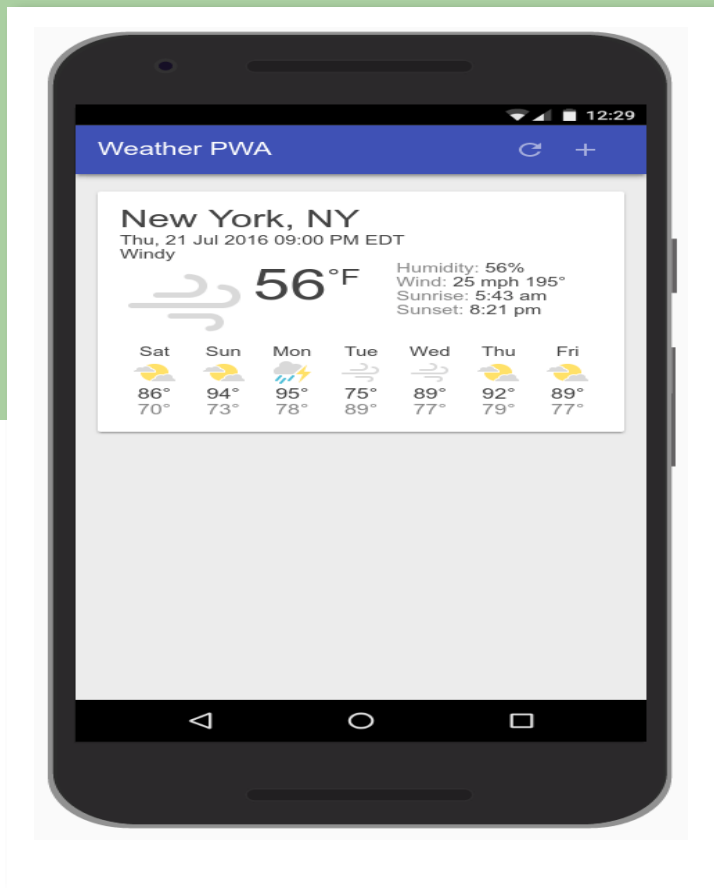 12:29
Weather PWA
New York, NY
Thu, 21 Jul 2016 09:00 PM EDT
Windy
56°F
Humidity: 56%
Wind: 25 mph 195°
Sunrise: 5:43 am
Sunset: 8:21 pm
Sat Sun Mon Tue Wed Thu Fri
86° 94° 95° 75° 89° 92° 89°
70° 73° 78° 89° 77° 79° 77°